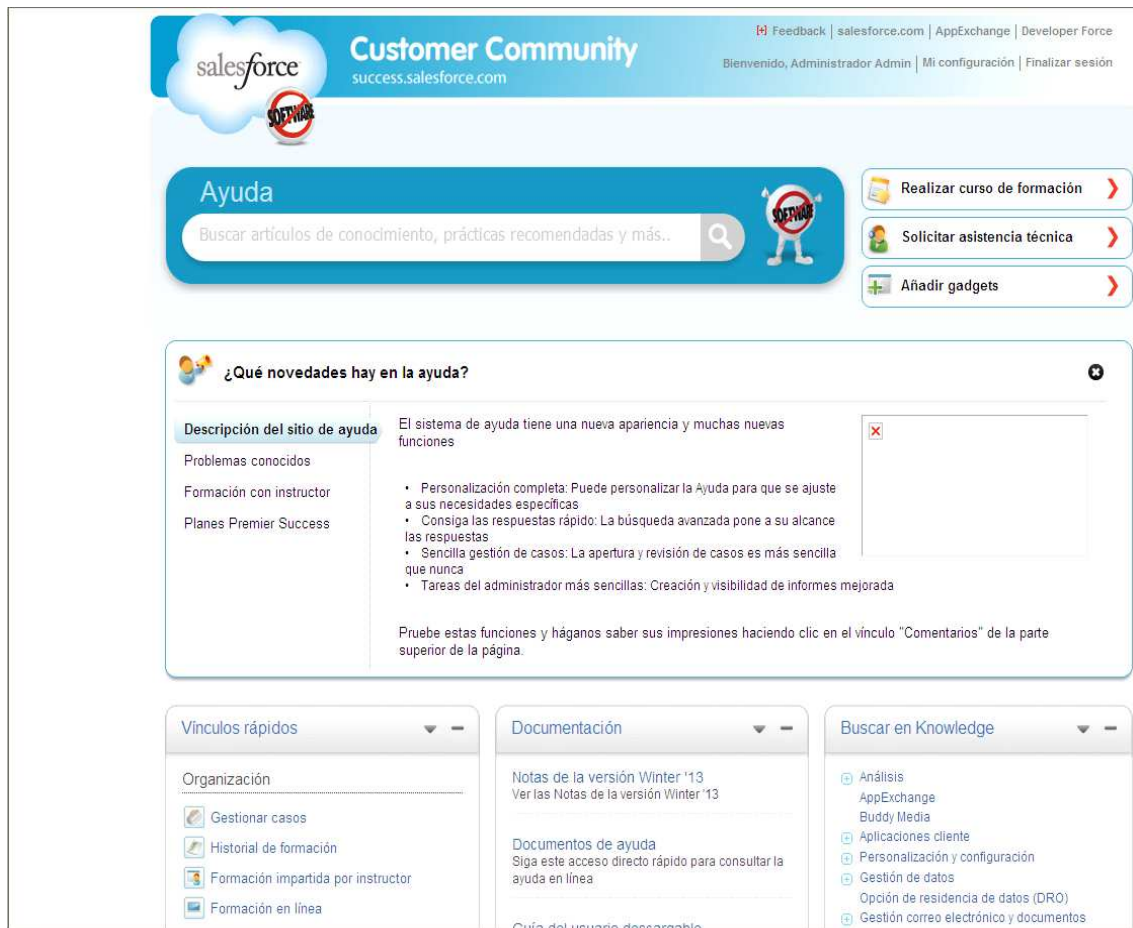 [+] Feedback | salesforce.com | AppExchange | Developer Force
salesforce
Customer Community
success.salesforce.com
Bienvenido, Administrador Admin | Mi configuración | Finalizar sesión
SOFTWARE
Ayuda
Buscar artículos de conocimiento, prácticas recomendadas y más..
SOFTWARE
Realizar curso de formación
Solicitar asistencia técnica
Añadir gadgets
¿Qué novedades hay en la ayuda?
Descripción del sitio de ayuda
Problemas conocidos
Formación con instructor
Planes Premier Success
El sistema de ayuda tiene una nueva apariencia y muchas nuevas
funciones
• Personalización completa: Puede personalizar la Ayuda para que se ajuste
a sus necesidades específicas
• Consiga las respuestas rápido: La búsqueda avanzada pone a su alcance
las respuestas
• Sencilla gestión de casos: La apertura y revisión de casos es más sencilla
que nunca
• Tareas del administrador más sencillas: Creación y visibilidad de informes mejorada
Pruebe estas funciones y háganos saber sus impresiones haciendo clic en el vínculo "Comentarios" de la parte
superior de la página.
Vínculos rápidos
Organización
Gestionar casos
Historial de formación
Formación impartida por instructor
Formación en línea
Documentación
Notas de la versión Winter '13
Ver las Notas de la versión Winter '13
Documentos de ayuda
Siga este acceso directo rápido para consultar la
ayuda en línea
Guía del usuario descargable
Buscar en Knowledge
Análisis
AppExchange
Buddy Media
Aplicaciones cliente
Personalización y configuración
Gestión de datos
Opción de residencia de datos (DRO)
Gestión correo electrónico y documentos